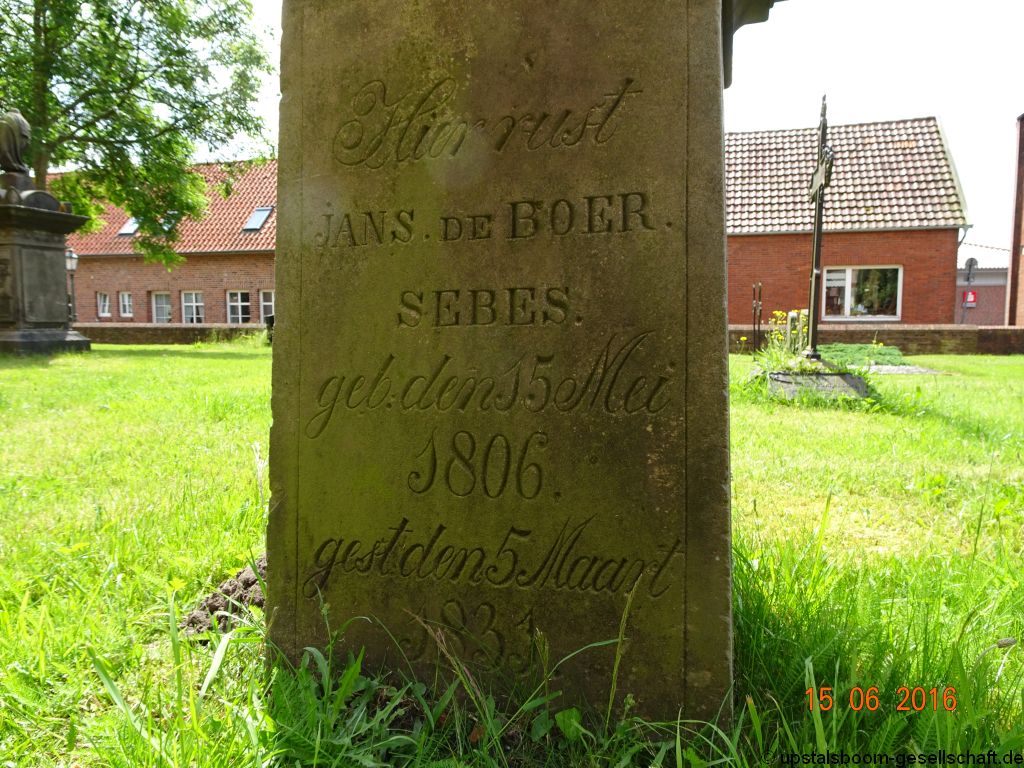 Hier rust
JANS. DE BOER.
SEBES.
geb: den 15 Mei
1806.
gest: den 5 Maart
1831
15 06 2016
© upstalsboom-gesellschaft.de